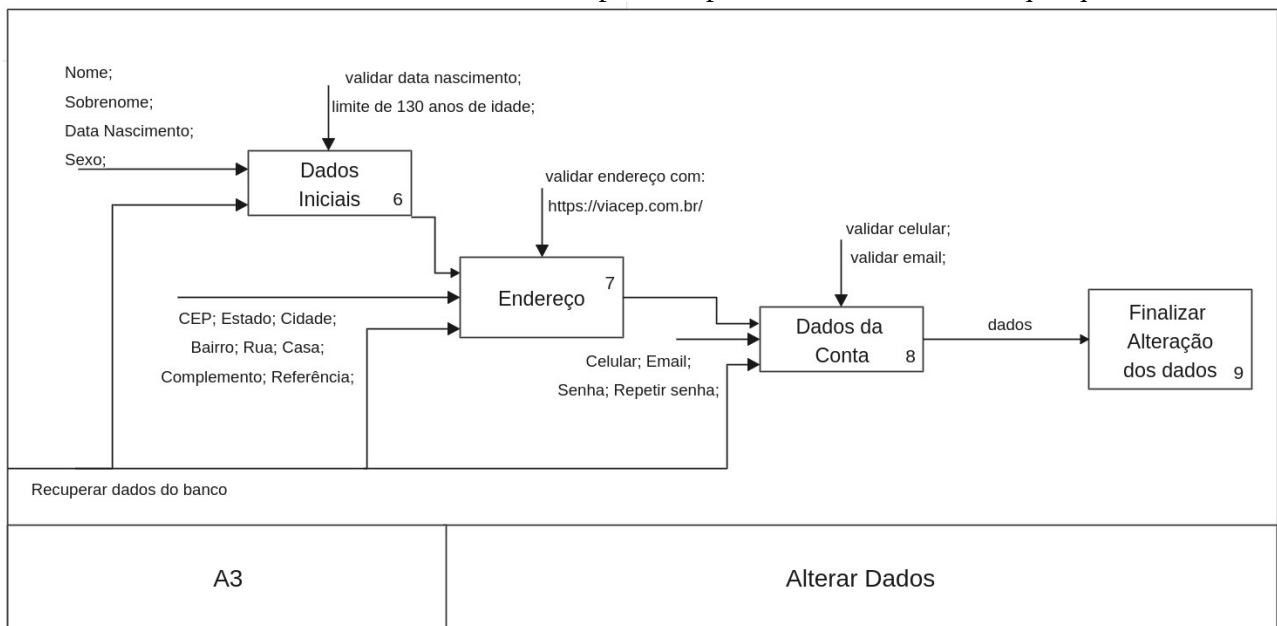 Nome;
Sobrenome;
Data Nascimento;
Sexo;
validar data nascimento;
limite de 130 anos de idade;
Dados
Iniciais 6
validar endereço com:
https://viacep.com.br/
Endereço 7
CEP; Estado; Cidade;
Bairro; Rua; Casa;
Complemento; Referência;
validar celular;
validar email;
Dados da
Conta 8
Celular; Email;
Senha; Repetir senha;
dados
Finalizar
Alteração
dos dados 9
Recuperar dados do banco
A3
Alterar Dados